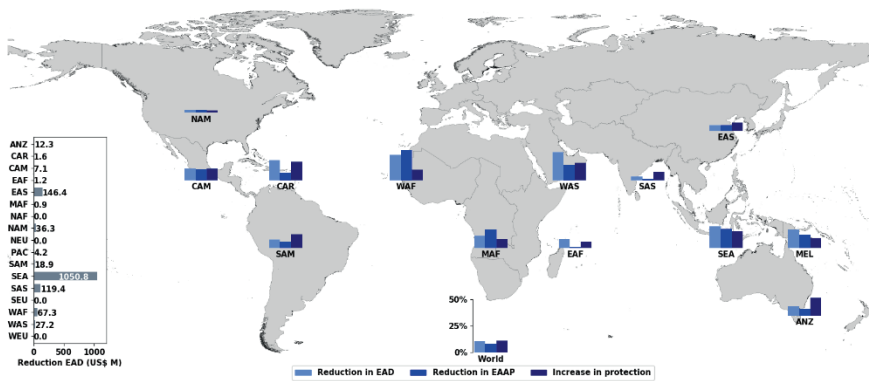 NAM
EAS
ANZ 12.3
CAR 1.6
CAM 7.1
EAF 1.2
EAS 146.4
MAF 0.9
NAF 0.0
NAM 36.3
NEU 0.0
PAC 4.2
SAM 18.9
SEA 1050.8
SAS 119.4
SEU 0.0
WAF 67.3
WAS 27.2
WEU 0.0
0 500 1000
Reduction EAD (US$ M)
CAM CAR WAF WAS SAS
SAM MAF EAF SEA MEL
ANZ
50%
25%
0%
World
Reduction in EAD Reduction in EAAP Increase in protection